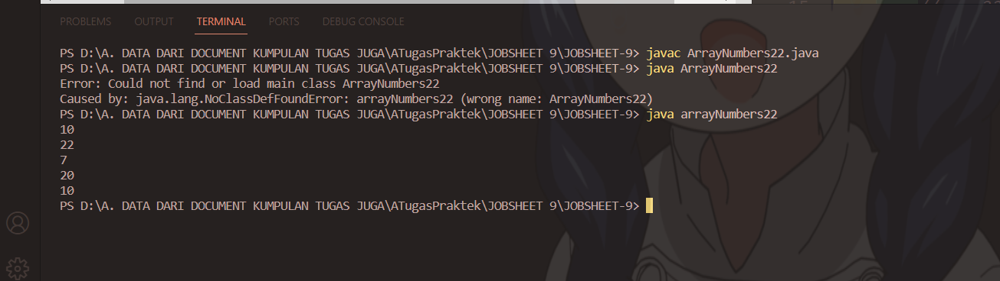 PROBLEMS OUTPUT TERMINAL PORTS DEBUG CONSOLE
PS D:\A. DATA DARI DOCUMENT KUMPULAN TUGAS JUGA\ATugasPraktek\JOBSHEET 9\JOBSHEET-9> javac ArrayNumbers22.java
PS D:\A. DATA DARI DOCUMENT KUMPULAN TUGAS JUGA\ATugasPraktek\JOBSHEET 9\JOBSHEET-9> java ArrayNumbers22
Error: Could not find or load main class ArrayNumbers22
Caused by: java.lang.NoClassDefFoundError: arrayNumbers22 (wrong name: ArrayNumbers22)
PS D:\A. DATA DARI DOCUMENT KUMPULAN TUGAS JUGA\ATugasPraktek\JOBSHEET 9\JOBSHEET-9> java arrayNumbers22
10
22
7
20
10
PS D:\A. DATA DARI DOCUMENT KUMPULAN TUGAS JUGA\ATugasPraktek\JOBSHEET 9\JOBSHEET-9>